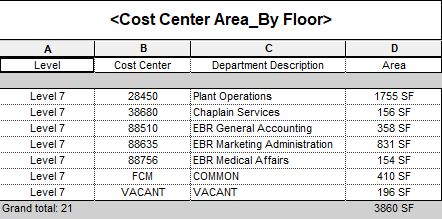 <Cost Center Area_By Floor>
A B C D
Level Cost Center Department Description Area
Level 7 28450 Plant Operations 1755 SF
Level 7 38680 Chaplain Services 156 SF
Level 7 88510 EBR General Accounting 358 SF
Level 7 88635 EBR Marketing Administration 831 SF
Level 7 88756 EBR Medical Affairs 154 SF
Level 7 FCM COMMON 410 SF
Level 7 VACANT VACANT 196 SF
Grand total: 21 3860 SF